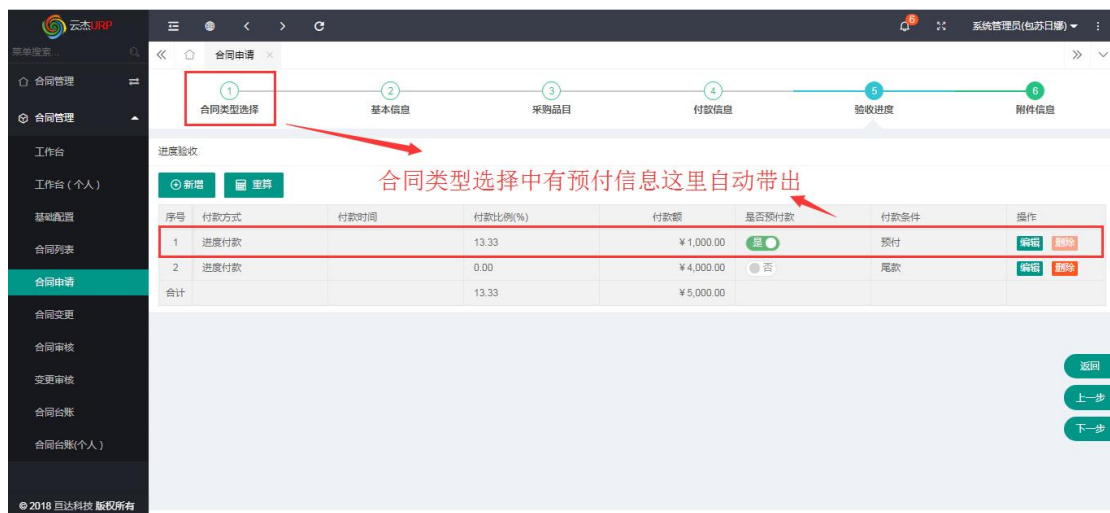 云杰URP
6
系统管理员(包苏日娜)
菜单搜索...
合同申请
合同管理
合同管理
工作台
工作台（个人）
基础配置
合同列表
合同申请
合同变更
合同审核
变更审核
合同台账
合同台账(个人）
© 2018 亘达科技 版权所有
1 2 3 4 5 6
合同类型选择 基本信息 采购品目 付款信息 验收进度 附件信息
进度验收
新增 重算
合同类型选择中有预付信息这里自动带出
序号 付款方式 付款时间 付款比例(%) 付款额 是否预付款 付款条件 操作
1 进度付款 13.33 ¥1,000.00 是 预付 编辑 删除
2 进度付款 0.00 ¥4,000.00 否 尾款 编辑 删除
合计 13.33 ¥5,000.00
返回
上一步
下一步